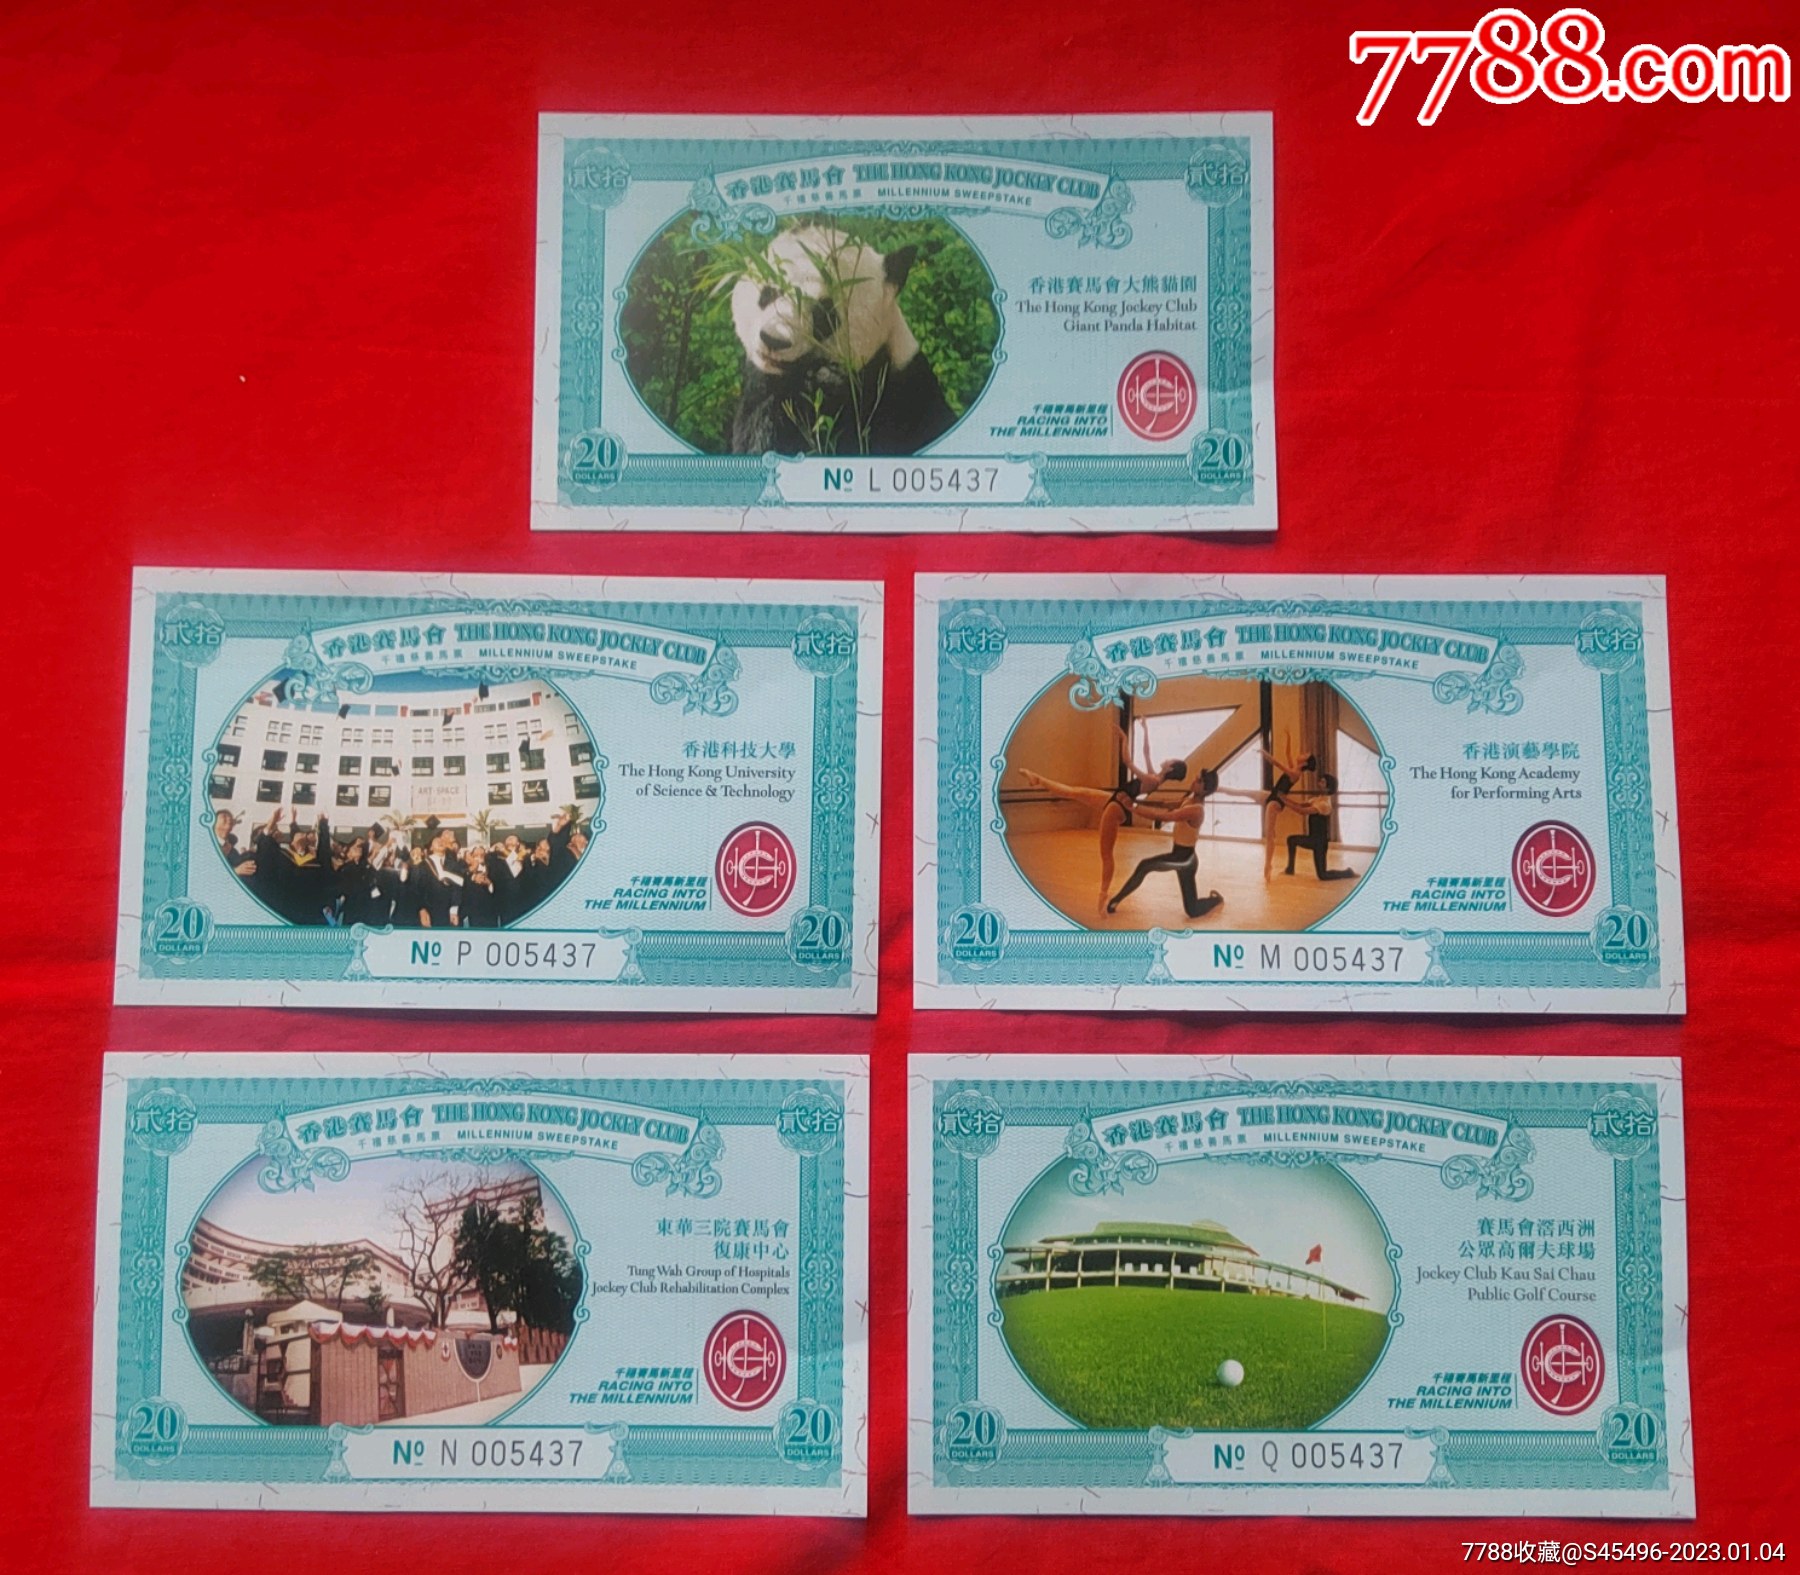 7788.com
貳拾
香港賽馬會 THE HONG KONG JOCKEY CLUB
貳拾
千禧慈善馬票 MILLENNIUM SWEEPSTAKE
香港賽馬會大熊貓園
The Hong Kong Jockey Club
Giant Panda Habitat
千禧賽馬新里程
RACING INTO
THE MILLENNIUM
20
DOLLARS
20
DOLLARS
Nº L 005437
貳拾
香港賽馬會 THE HONG KONG JOCKEY CLUB
貳拾
千禧慈善馬票 MILLENNIUM SWEEPSTAKE
香港科技大學
The Hong Kong University
of Science & Technology
ART SPACE
千禧賽馬新里程
RACING INTO
THE MILLENNIUM
20
DOLLARS
20
DOLLARS
Nº P 005437
貳拾
香港賽馬會 THE HONG KONG JOCKEY CLUB
貳拾
千禧慈善馬票 MILLENNIUM SWEEPSTAKE
香港演藝學院
The Hong Kong Academy
for Performing Arts
千禧賽馬新里程
RACING INTO
THE MILLENNIUM
20
DOLLARS
20
DOLLARS
Nº M 005437
貳拾
香港賽馬會 THE HONG KONG JOCKEY CLUB
貳拾
千禧慈善馬票 MILLENNIUM SWEEPSTAKE
東華三院賽馬會
復康中心
Tung Wah Group of Hospitals
Jockey Club Rehabilitation Complex
千禧賽馬新里程
RACING INTO
THE MILLENNIUM
20
DOLLARS
20
DOLLARS
Nº N 005437
貳拾
香港賽馬會 THE HONG KONG JOCKEY CLUB
貳拾
千禧慈善馬票 MILLENNIUM SWEEPSTAKE
賽馬會滘西洲
公眾高爾夫球場
Jockey Club Kau Sai Chau
Public Golf Course
千禧賽馬新里程
RACING INTO
THE MILLENNIUM
20
DOLLARS
20
DOLLARS
Nº Q 005437
7788收藏@S45496-2023.01.04